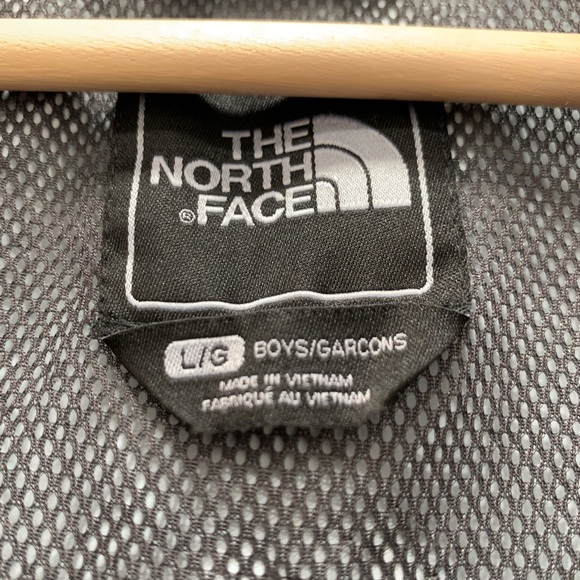 THE
NORTH
®FACE
L/G BOYS/GARCONS
MADE IN VIETNAM
FABRIQUE AU VIETNAM